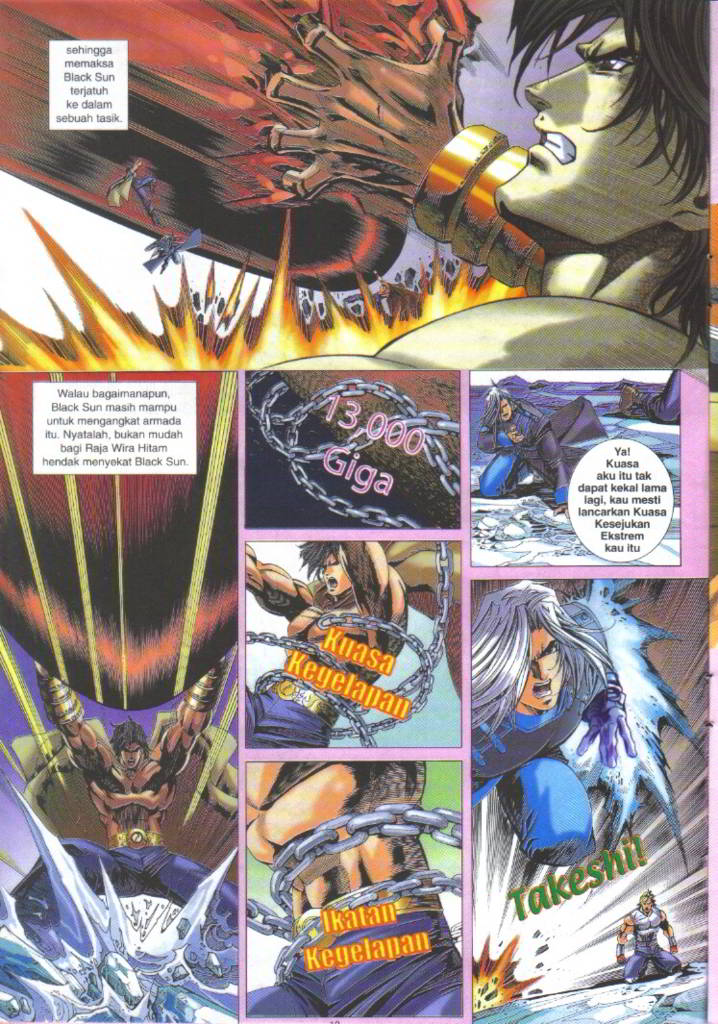 sehingga
memaksa
Black Sun
terjatuh
ke dalam
sebuah tasik.
Walau bagaimanapun,
Black Sun masih mampu
untuk mengangkat armada
itu. Nyatalah, bukan mudah
bagi Raja Wira Hitam
hendak menyekat Black Sun.
13,000
Giga
Kuasa
Kegelapan
Ikatan
Kegelapan
Ya!
Kuasa
aku itu tak
dapat kekal lama
lagi, kau mesti
lancarkan Kuasa
Kesejukan
Ekstrem
kau itu
Takeshi!